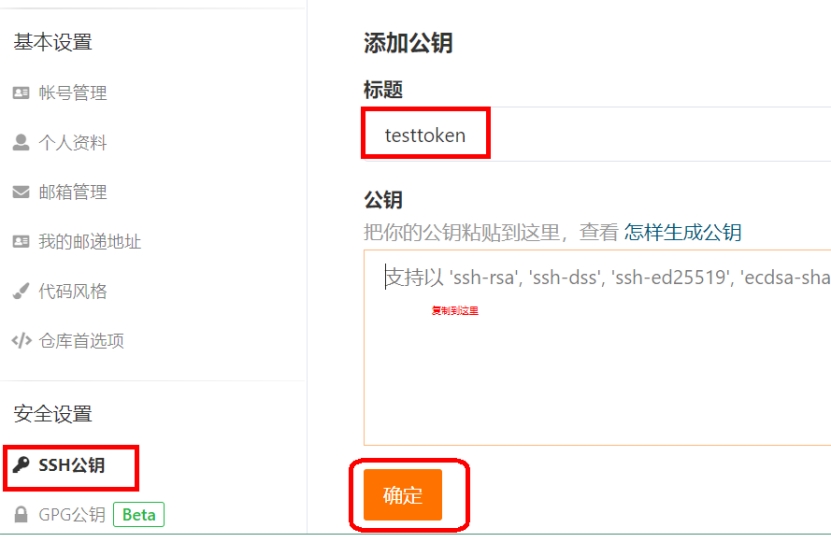 基本设置
帐号管理
个人资料
邮箱管理
我的邮递地址
代码风格
仓库首选项
安全设置
SSH公钥
GPG公钥 Beta
添加公钥
标题
testtoken
公钥
把你的公钥粘贴到这里，查看 怎样生成公钥
支持以 'ssh-rsa', 'ssh-dss', 'ssh-ed25519', 'ecdsa-sha
复制到这里
确定